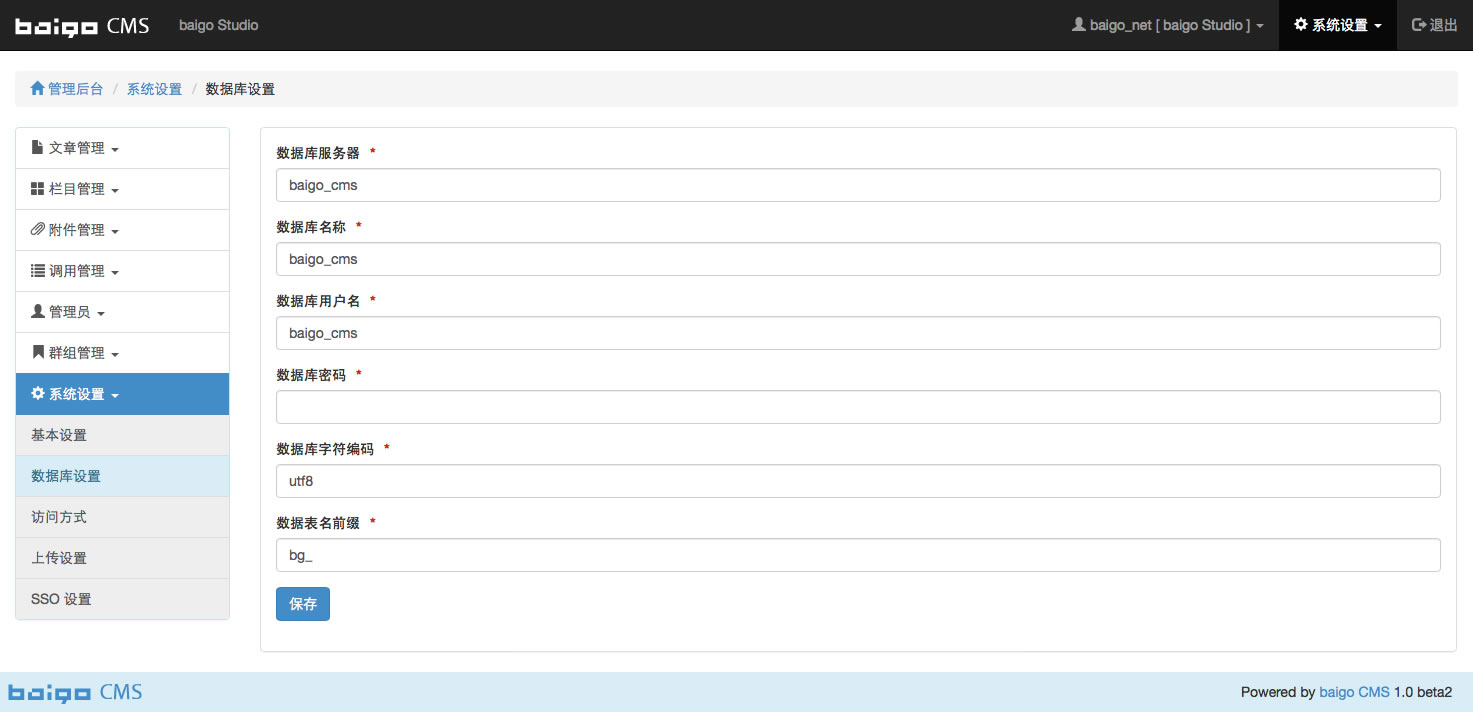 baigo CMS baigo Studio baigo_net [ baigo Studio ] 系统设置 退出
管理后台 / 系统设置 / 数据库设置
文章管理
栏目管理
附件管理
调用管理
管理员
群组管理
系统设置
基本设置
数据库设置
访问方式
上传设置
SSO 设置
数据库服务器 *
baigo_cms
数据库名称 *
baigo_cms
数据库用户名 *
baigo_cms
数据库密码 *
数据库字符编码 *
utf8
数据表名前缀 *
bg_
保存
baigo CMS Powered by baigo CMS 1.0 beta2